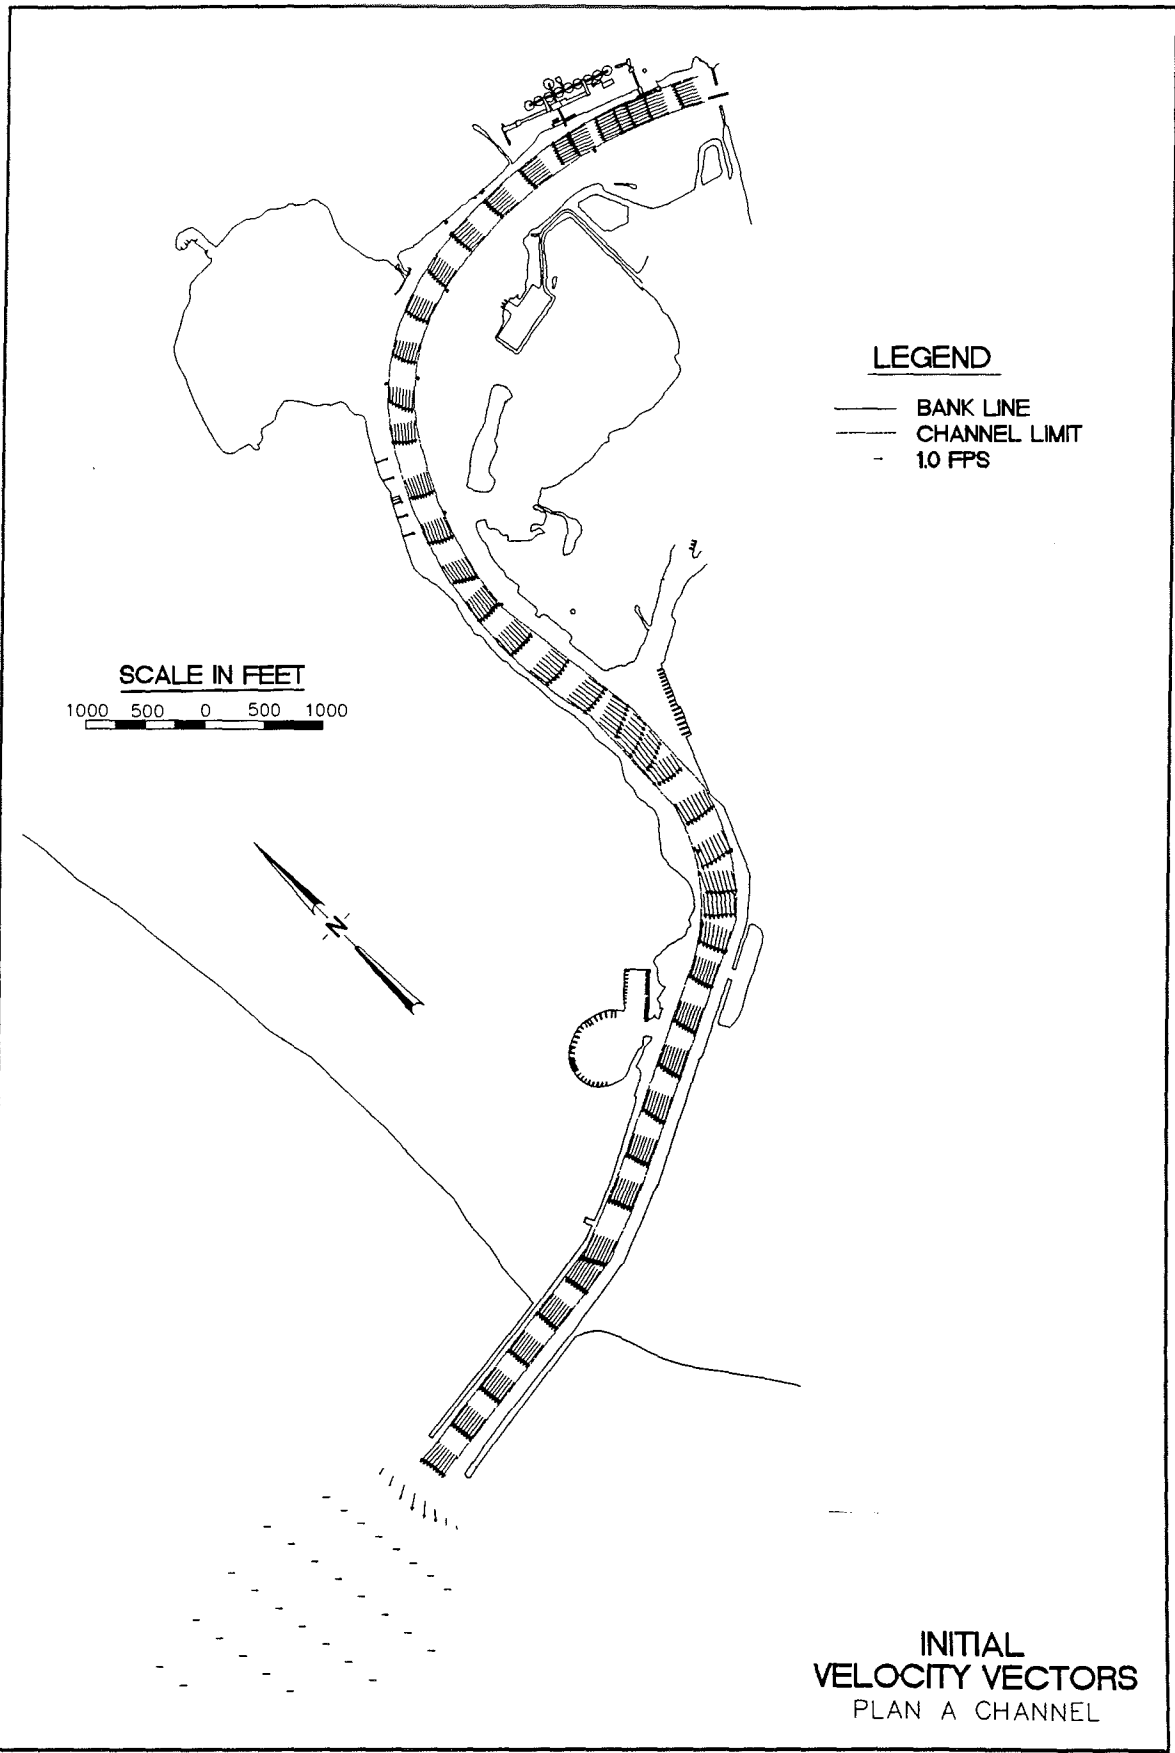 LEGEND
BANK LINE
CHANNEL LIMIT
1.0 FPS
SCALE IN FEET
1000 500 0 500 1000
N
INITIAL
VELOCITY VECTORS
PLAN A CHANNEL